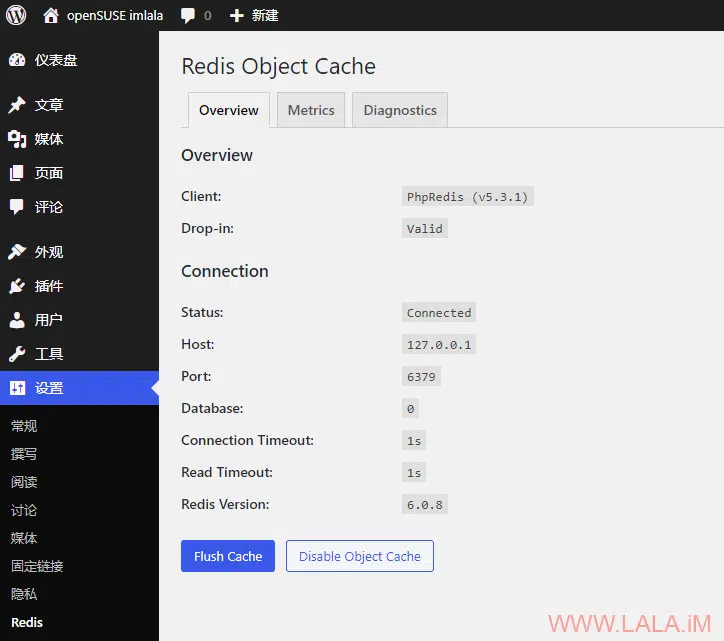 openSUSE imlala 0 新建
仪表盘
文章
媒体
页面
评论
外观
插件
用户
工具
设置
常规
撰写
阅读
讨论
媒体
固定链接
隐私
Redis
Redis Object Cache
Overview Metrics Diagnostics
Overview
Client: PhpRedis (v5.3.1)
Drop-in: Valid
Connection
Status: Connected
Host: 127.0.0.1
Port: 6379
Database: 0
Connection Timeout: 1s
Read Timeout: 1s
Redis Version: 6.0.8
Flush Cache Disable Object Cache
WWW.LALA.iM